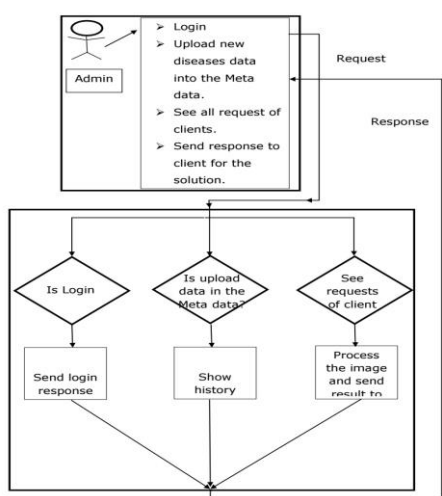 Admin
➢ Login
➢ Upload new
diseases data
into the Meta
data.
➢ See all request of
clients.
➢ Send response to
client for the
solution.
Request
Response
Is Login
Is upload
data in the
Meta data?
See
requests
of client
Send login
response
Show
history
Process
the image
and send
result to